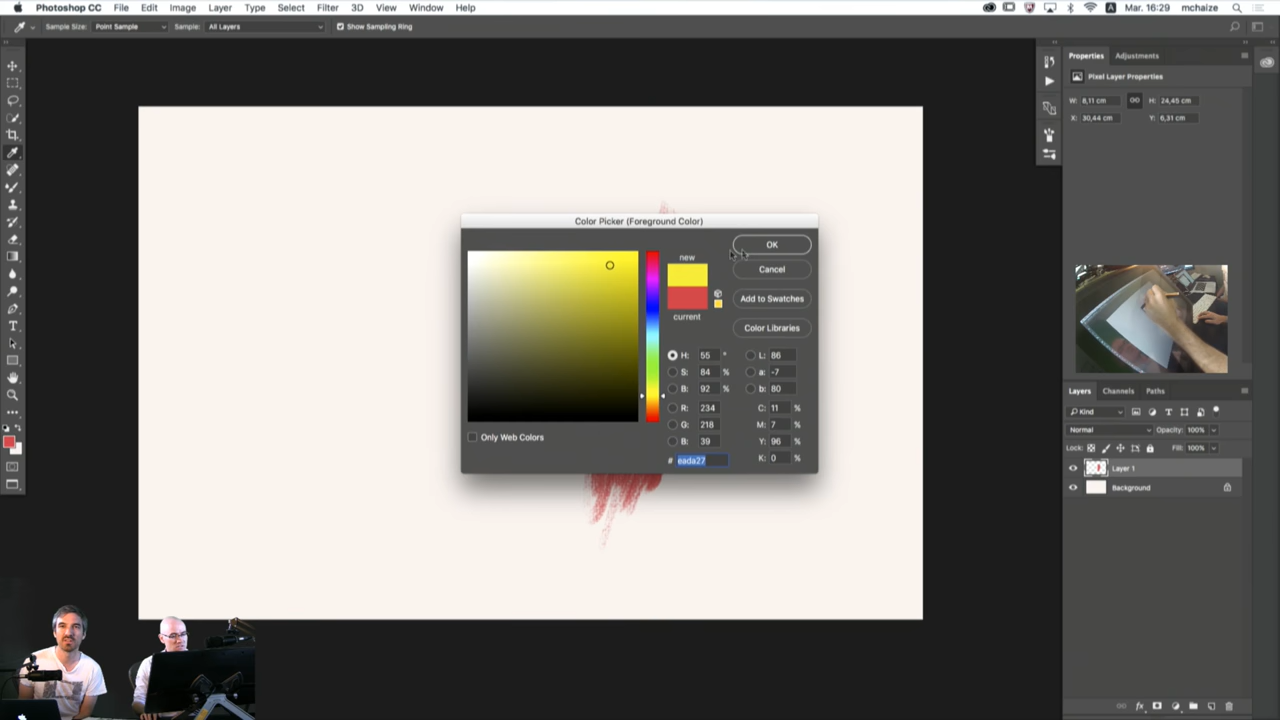 Photoshop CC File Edit Image Layer Type Select Filter 3D View Window Help Mar. 16:29 mchaize
Sample Size: Point Sample Sample: All Layers Show Sampling Ring
Properties Adjustments
Pixel Layer Properties
W: 8,11 cm H: 24,45 cm
X: 30,44 cm Y: 6,31 cm
Color Picker (Foreground Color)
new
current
OK
Cancel
Add to Swatches
Color Libraries
H: 55 ° L: 86
S: 84 % a: -7
B: 92 % b: 80
R: 234 C: 11 %
G: 218 M: 7 %
B: 39 Y: 96 %
# eada27 K: 0 %
Only Web Colors
Layers Channels Paths
Kind
Normal Opacity: 100%
Lock: Fill: 100%
Layer 1
Background